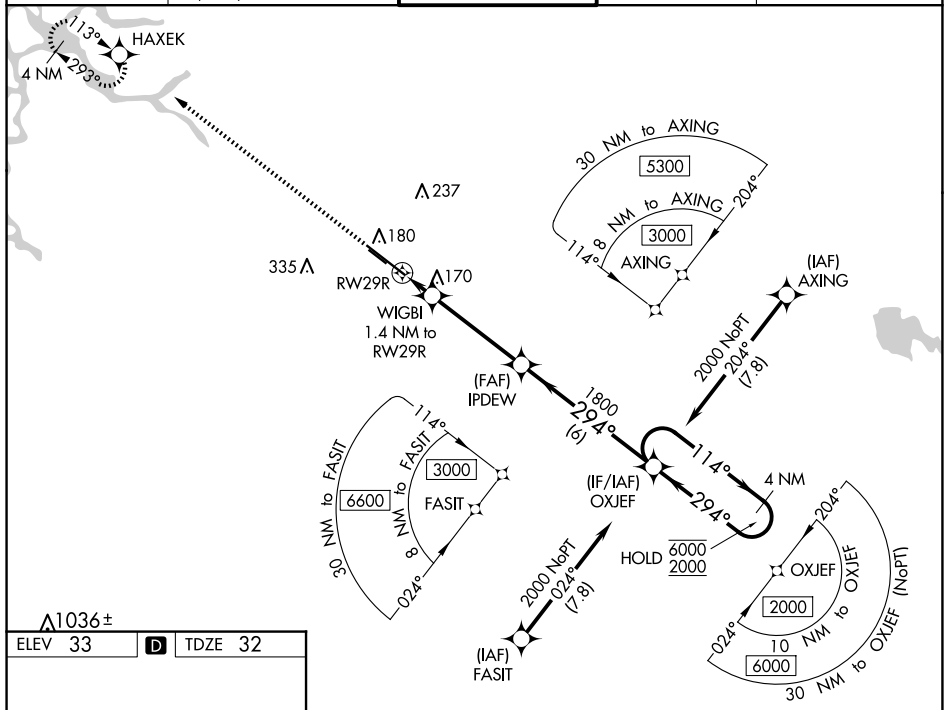 113°
HAXEK
4 NM
293°
237
30 NM to AXING
5300
8 NM to AXING
204°
3000
114°
AXING
180
335
RW29R
170
WIGBI
1.4 NM to
RW29R
(IAF)
AXING
2000 NoPT
204°
(7.8)
(FAF)
IPDEW
1800
294°
(6)
114°
30 NM to FASIT
6600
8 NM to FASIT
3000
FASIT
024°
(IF/IAF)
OXJEF
114°
4 NM
294°
HOLD
6000
2000
204°
OXJEF
2000
024°
10 NM to OXJEF
6000
30 NM to OXJEF (NoPT)
2000 NoPT
024°
(7.8)
(IAF)
FASIT
1036±
ELEV 33
D
TDZE 32